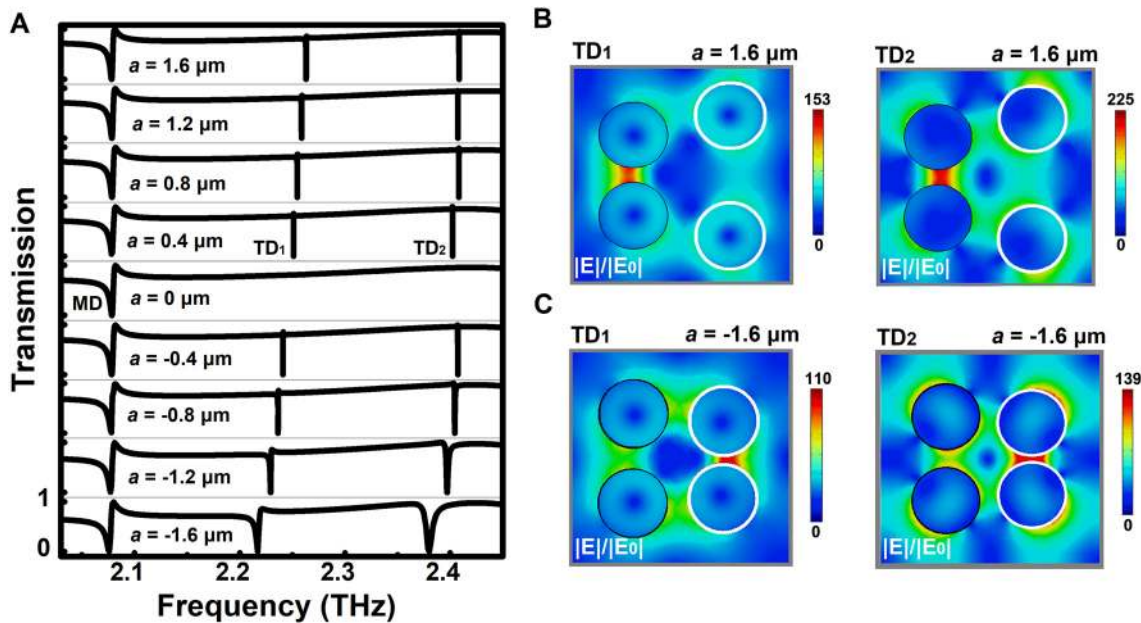 A
Transmission
a = 1.6 μm
a = 1.2 μm
a = 0.8 μm
a = 0.4 μm
TD1
TD2
MD
a = 0 μm
a = -0.4 μm
a = -0.8 μm
a = -1.2 μm
a = -1.6 μm
1
0
2.1
2.2
2.3
2.4
Frequency (THz)
B
TD1
a = 1.6 μm
153
0
|E|/|E0|
TD2
a = 1.6 μm
225
0
|E|/|E0|
C
TD1
a = -1.6 μm
110
0
|E|/|E0|
TD2
a = -1.6 μm
139
0
|E|/|E0|